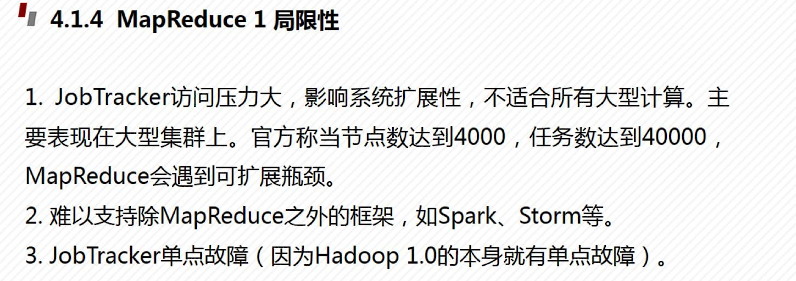 4.1.4 MapReduce 1 局限性
1. JobTracker访问压力大，影响系统扩展性，不适合所有大型计算。主
要表现在大型集群上。官方称当节点数达到4000，任务数达到40000，
MapReduce会遇到可扩展瓶颈。
2. 难以支持除MapReduce之外的框架，如Spark、Storm等。
3. JobTracker单点故障（因为Hadoop 1.0的本身就有单点故障）。